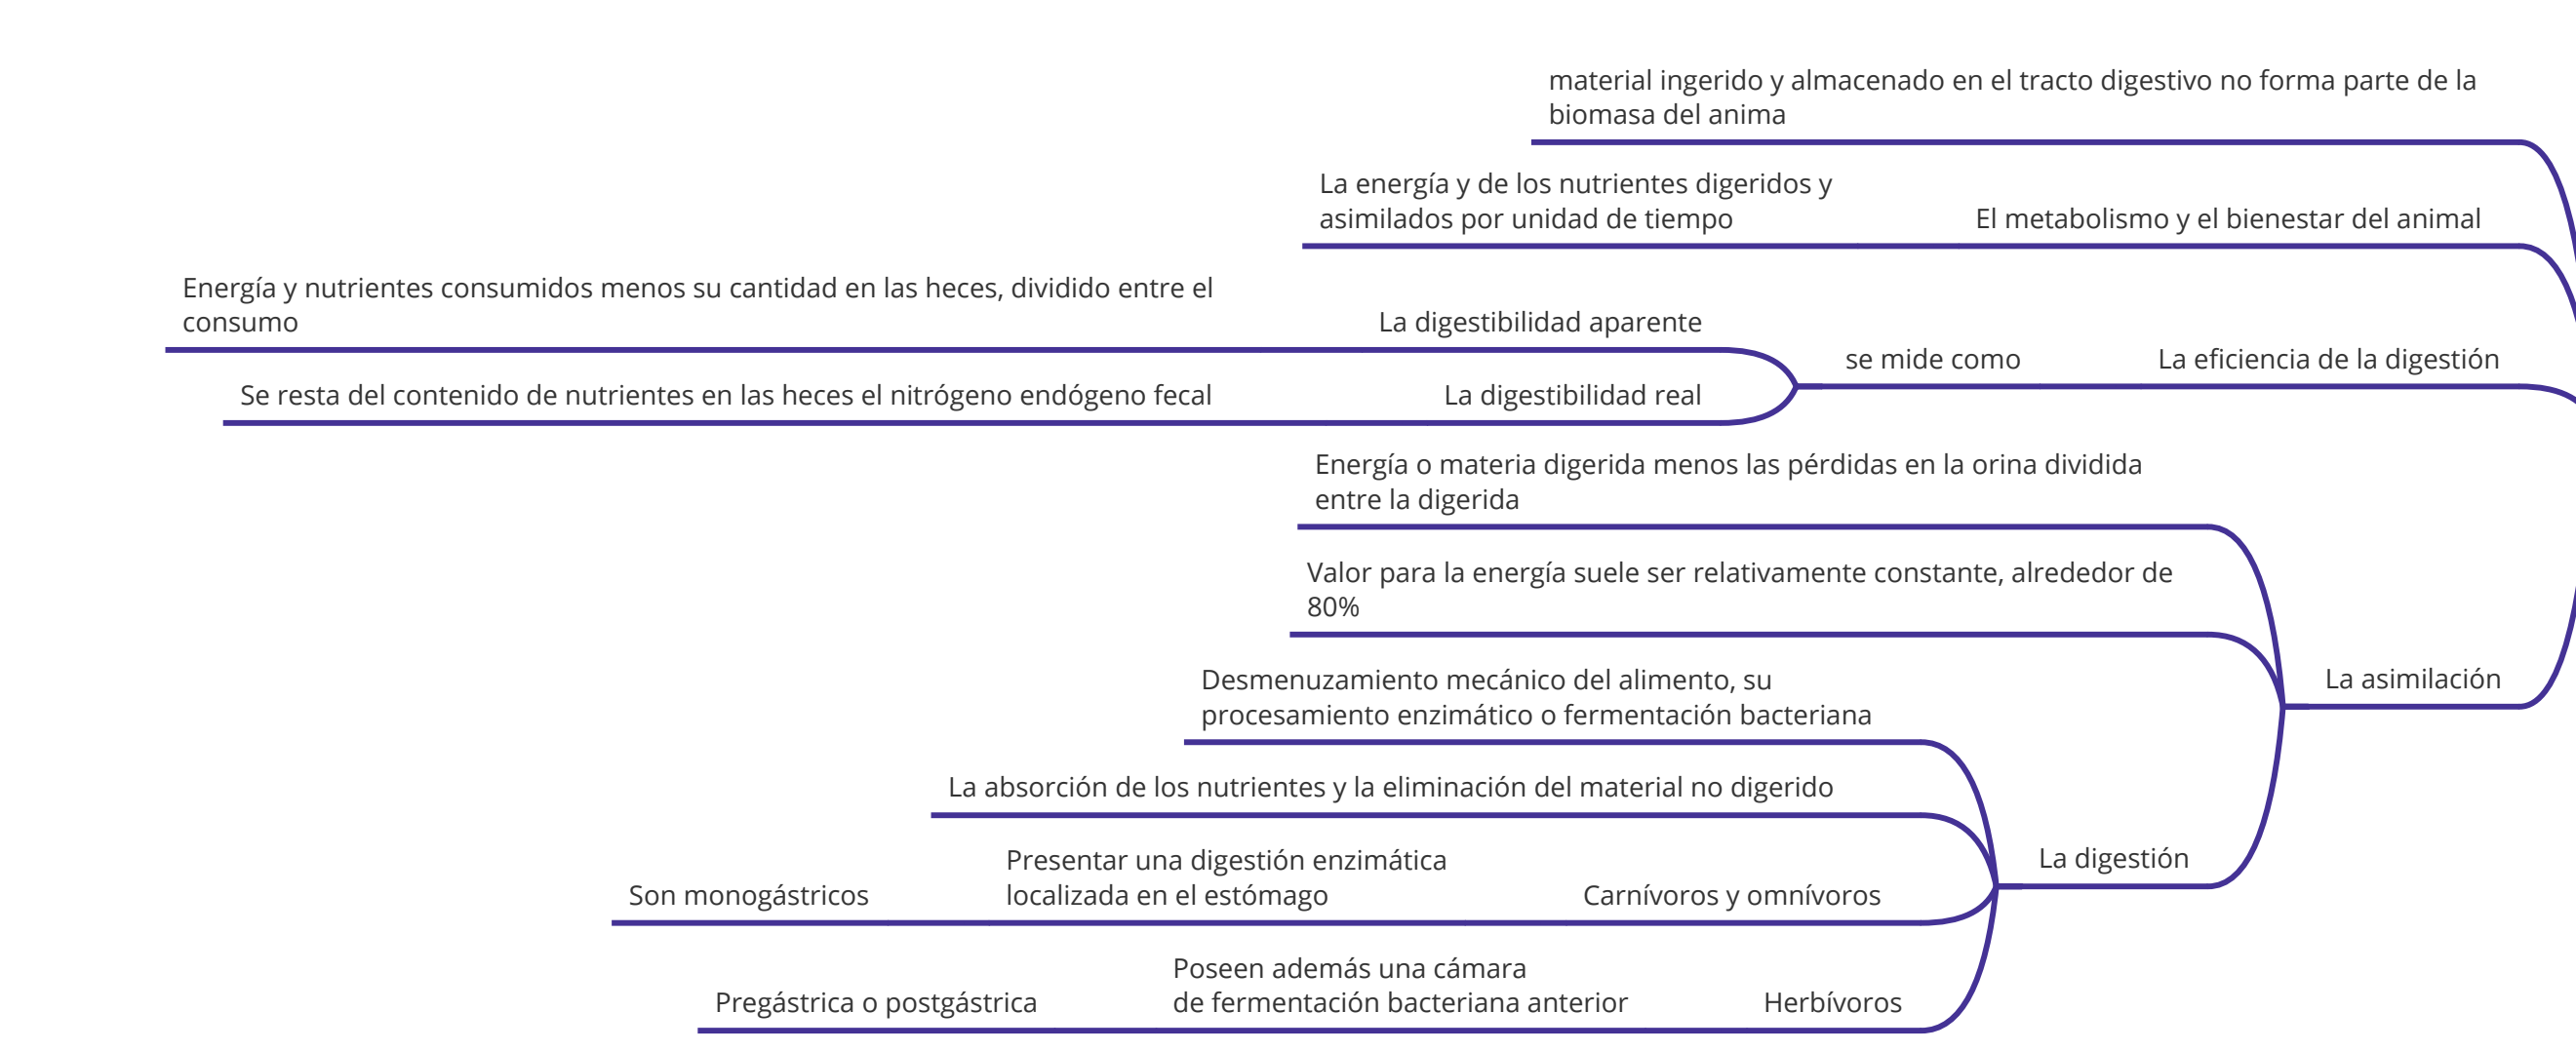 material ingerido y almacenado en el tracto digestivo no forma parte de la
biomasa del anima
La energía y de los nutrientes digeridos y
asimilados por unidad de tiempo
El metabolismo y el bienestar del animal
Energía y nutrientes consumidos menos su cantidad en las heces, dividido entre el
consumo
La digestibilidad aparente
se mide como
La eficiencia de la digestión
Se resta del contenido de nutrientes en las heces el nitrógeno endógeno fecal
La digestibilidad real
Energía o materia digerida menos las pérdidas en la orina dividida
entre la digerida
Valor para la energía suele ser relativamente constante, alrededor de
80%
La asimilación
Desmenuzamiento mecánico del alimento, su
procesamiento enzimático o fermentación bacteriana
La absorción de los nutrientes y la eliminación del material no digerido
La digestión
Son monogástricos
Presentar una digestión enzimática
localizada en el estómago
Carnívoros y omnívoros
Pregástrica o postgástrica
Poseen además una cámara
de fermentación bacteriana anterior
Herbívoros